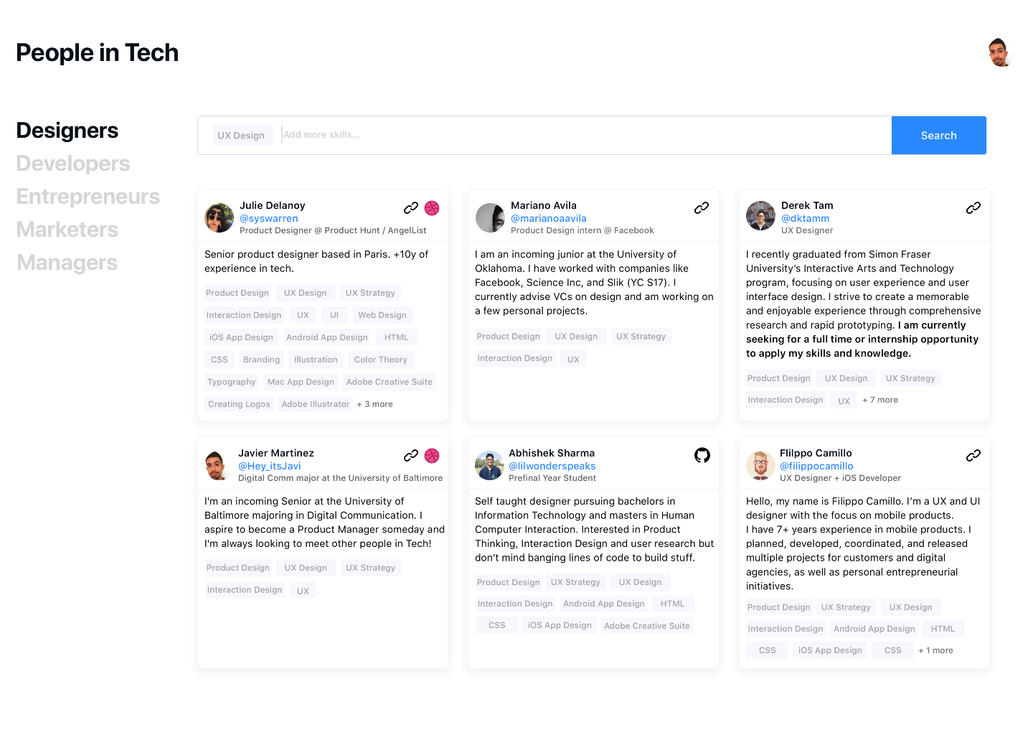 People in Tech
Designers
Developers
Entrepreneurs
Marketers
Managers
UX Design
Add more skills...
Search
Julie Delanoy
@syswarren
Product Designer @ Product Hunt / AngelList
Senior product designer based in Paris. +10y of
experience in tech.
Product Design UX Design UX Strategy
Interaction Design UX UI Web Design
iOS App Design Android App Design HTML
CSS Branding Illustration Color Theory
Typography Mac App Design Adobe Creative Suite
Creating Logos Adobe Illustrator + 3 more
Mariano Avila
@marianoaavila
Product Design intern @ Facebook
I am an incoming junior at the University of
Oklahoma. I have worked with companies like
Facebook, Science Inc, and Slik (YC S17). I
currently advise VCs on design and am working on
a few personal projects.
Product Design UX Design UX Strategy
Interaction Design UX
Derek Tam
@dktamm
UX Designer
I recently graduated from Simon Fraser
University's Interactive Arts and Technology
program, focusing on user experience and user
interface design. I strive to create a memorable
and enjoyable experience through comprehensive
research and rapid prototyping. I am currently
seeking for a full time or internship opportunity
to apply my skills and knowledge.
Product Design UX Design UX Strategy
Interaction Design UX + 7 more
Javier Martinez
@Hey_itsJavi
Digital Comm major at the University of Baltimore
I'm an incoming Senior at the University of
Baltimore majoring in Digital Communication. I
aspire to become a Product Manager someday and
I'm always looking to meet other people in Tech!
Product Design UX Design UX Strategy
Interaction Design UX
Abhishek Sharma
@lilwonderspeaks
Prefinal Year Student
Self taught designer pursuing bachelors in
Information Technology and masters in Human
Computer Interaction. Interested in Product
Thinking, Interaction Design and user research but
don't mind banging lines of code to build stuff.
Product Design UX Strategy UX Design
Interaction Design Android App Design HTML
CSS iOS App Design Adobe Creative Suite
FIilppo Camillo
@filippocamillo
UX Designer + iOS Developer
Hello, my name is Filippo Camillo. I'm a UX and UI
designer with the focus on mobile products.
I have 7+ years experience in mobile products. I
planned, developed, coordinated, and released
multiple projects for customers and digital
agencies, as well as personal entrepreneurial
initiatives.
Product Design UX Strategy UX Design
Interaction Design Android App Design HTML
CSS iOS App Design CSS + 1 more